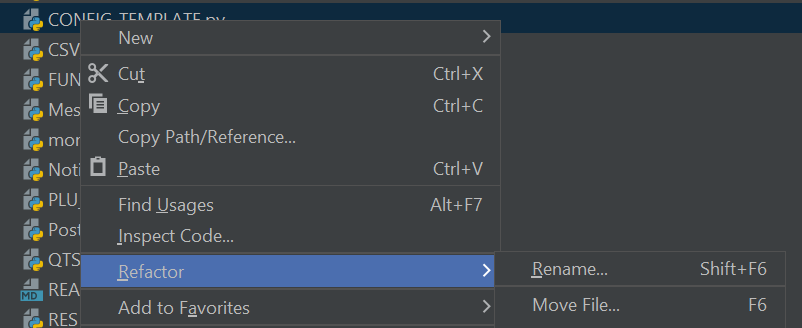 CONFIG_TEMPLATE.py
New
CSV
Cut Ctrl+X
FUN
Copy Ctrl+C
Mes
Copy Path/Reference...
mor
Paste Ctrl+V
Noti
PLU_
Find Usages Alt+F7
Post
Inspect Code...
QTS
Refactor
Rename... Shift+F6
MD REA
Add to Favorites
Move File... F6
RES